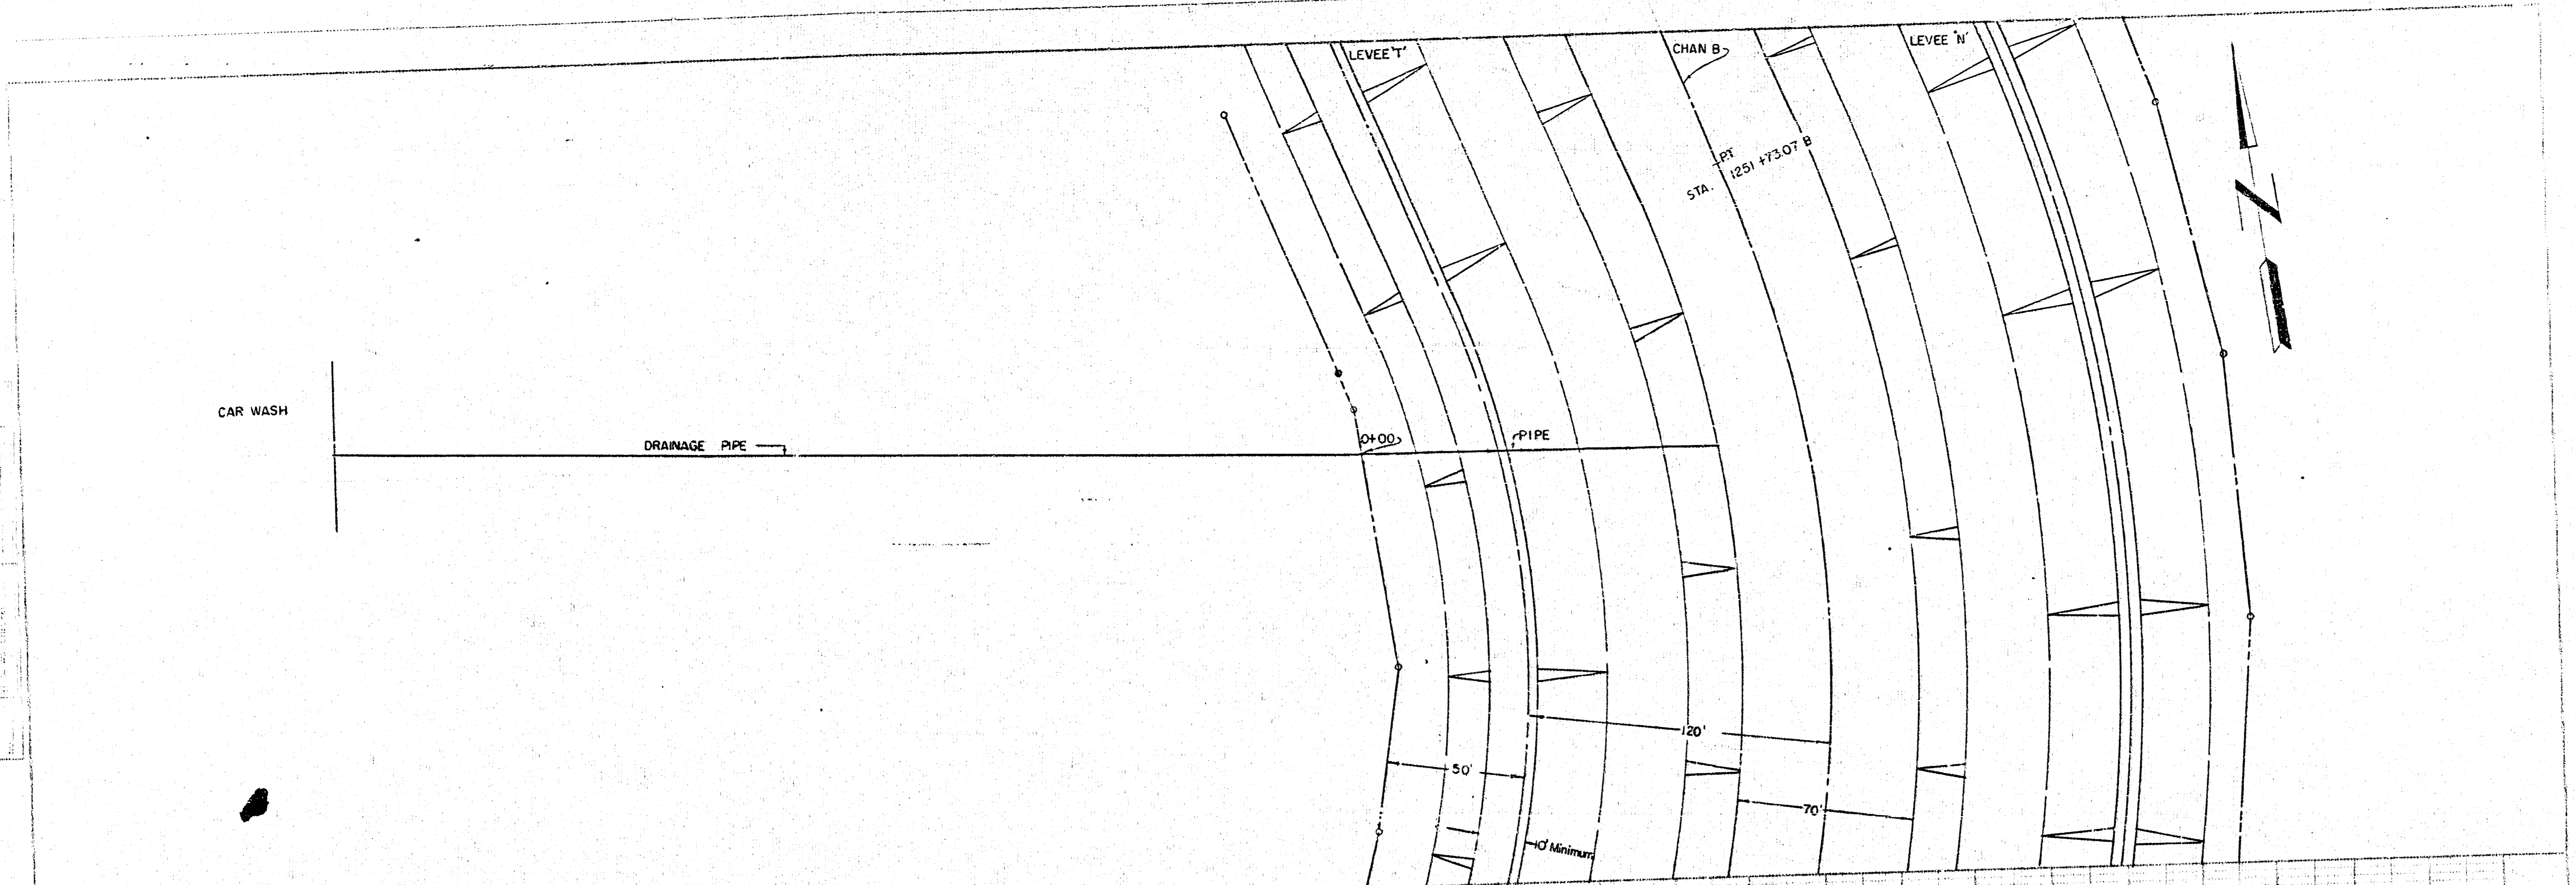 LEVEE 'T'
CHAN B
LEVEE 'N'
P.T
STA. 1251 +73.07 B
N
CAR WASH
DRAINAGE PIPE
0+00
PIPE
120'
50'
70'
10' Minimum